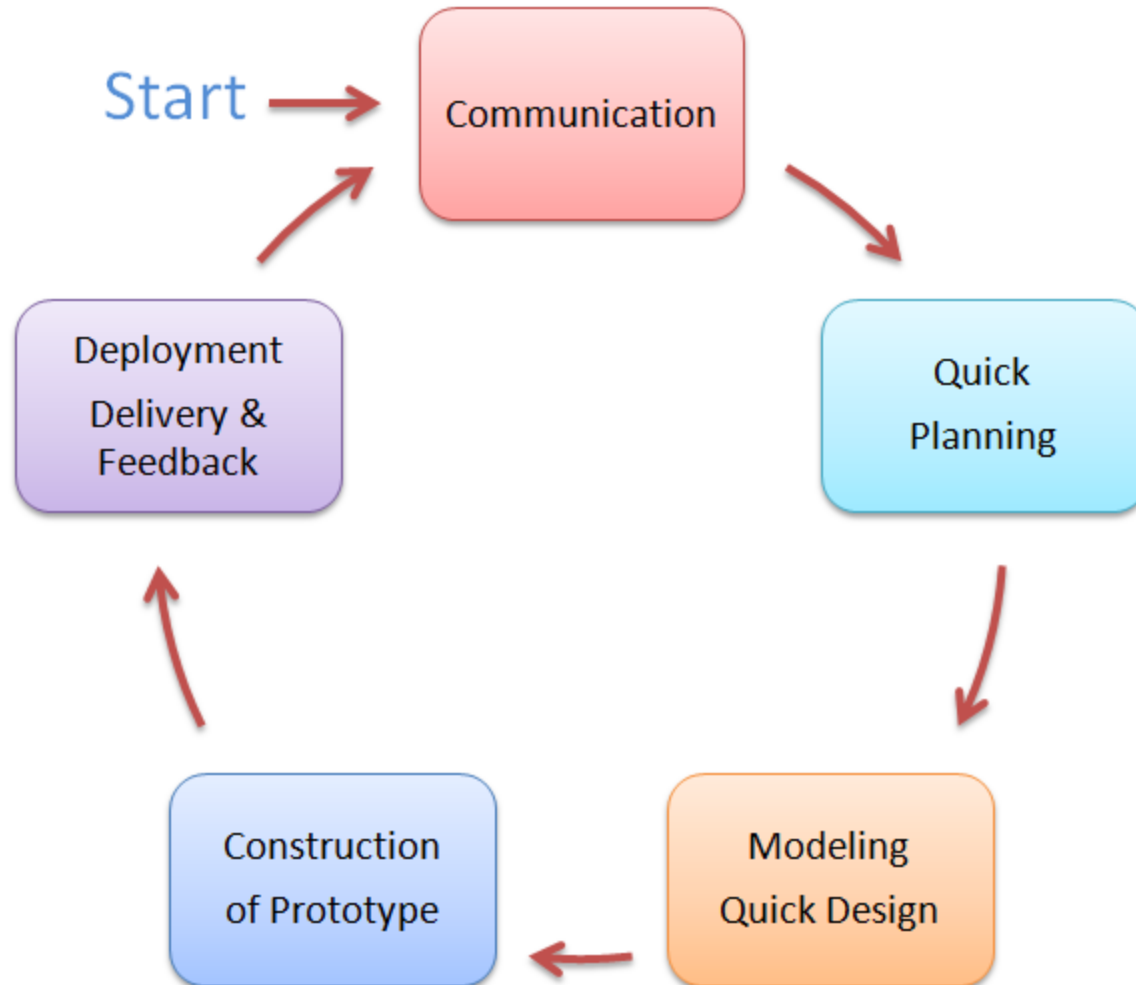 Start
Communication
Quick
Planning
Modeling
Quick Design
Construction
of Prototype
Deployment
Delivery &
Feedback